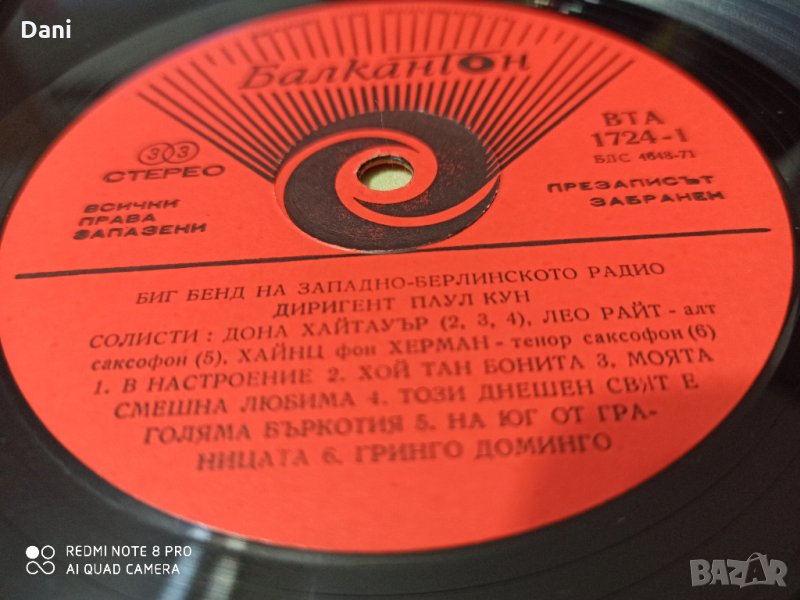 Dani
Балкантон
ВТА
1724-1
БДС 1648-71
33
СТЕРЕО
ВСИЧКИ
ПРАВА
ЗАПАЗЕНИ
ПРЕЗАПИСЪТ
ЗАБРАНЕН
БИГ БЕНД НА ЗАПАДНО-БЕРЛИНСКОТО РАДИО
ДИРИГЕНТ ПАУЛ КУН
СОЛИСТИ: ДОНА ХАЙТАУЪР (2, 3, 4), ЛЕО РАЙТ - алт
саксофон (5), ХАЙНЦ фон ХЕРМАН - тенор саксофон (6)
1. В НАСТРОЕНИЕ 2. ХОЙ ТАН БОНИТА 3. МОЯТА
СМЕШНА ЛЮБИМА 4. ТОЗИ ДНЕШЕН СВЯТ Е
ГОЛЯМА БЪРКОТИЯ 5. НА ЮГ ОТ ГРА-
НИЦАТА 6. ГРИНГО ДОМИНГО
REDMI NOTE 8 PRO
AI QUAD CAMERA
BAZAR